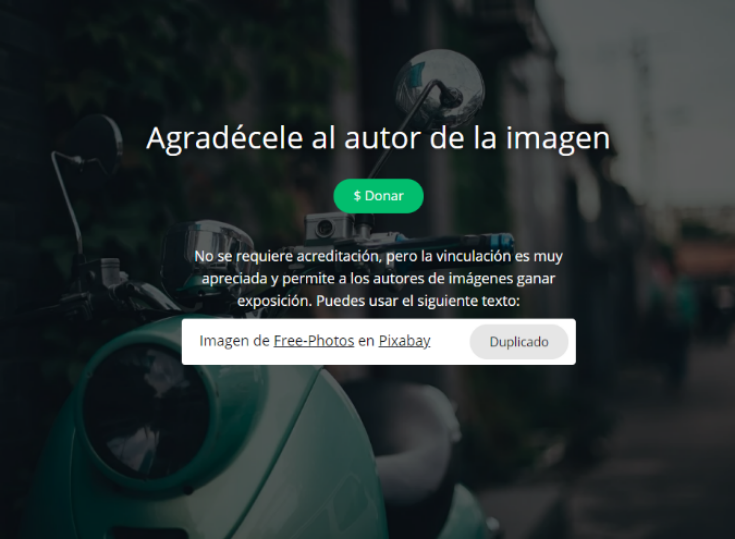 Agradécele al autor de la imagen
$ Donar
No se requiere acreditación, pero la vinculación es muy
apreciada y permite a los autores de imágenes ganar
exposición. Puedes usar el siguiente texto:
Imagen de Free-Photos en Pixabay Duplicado